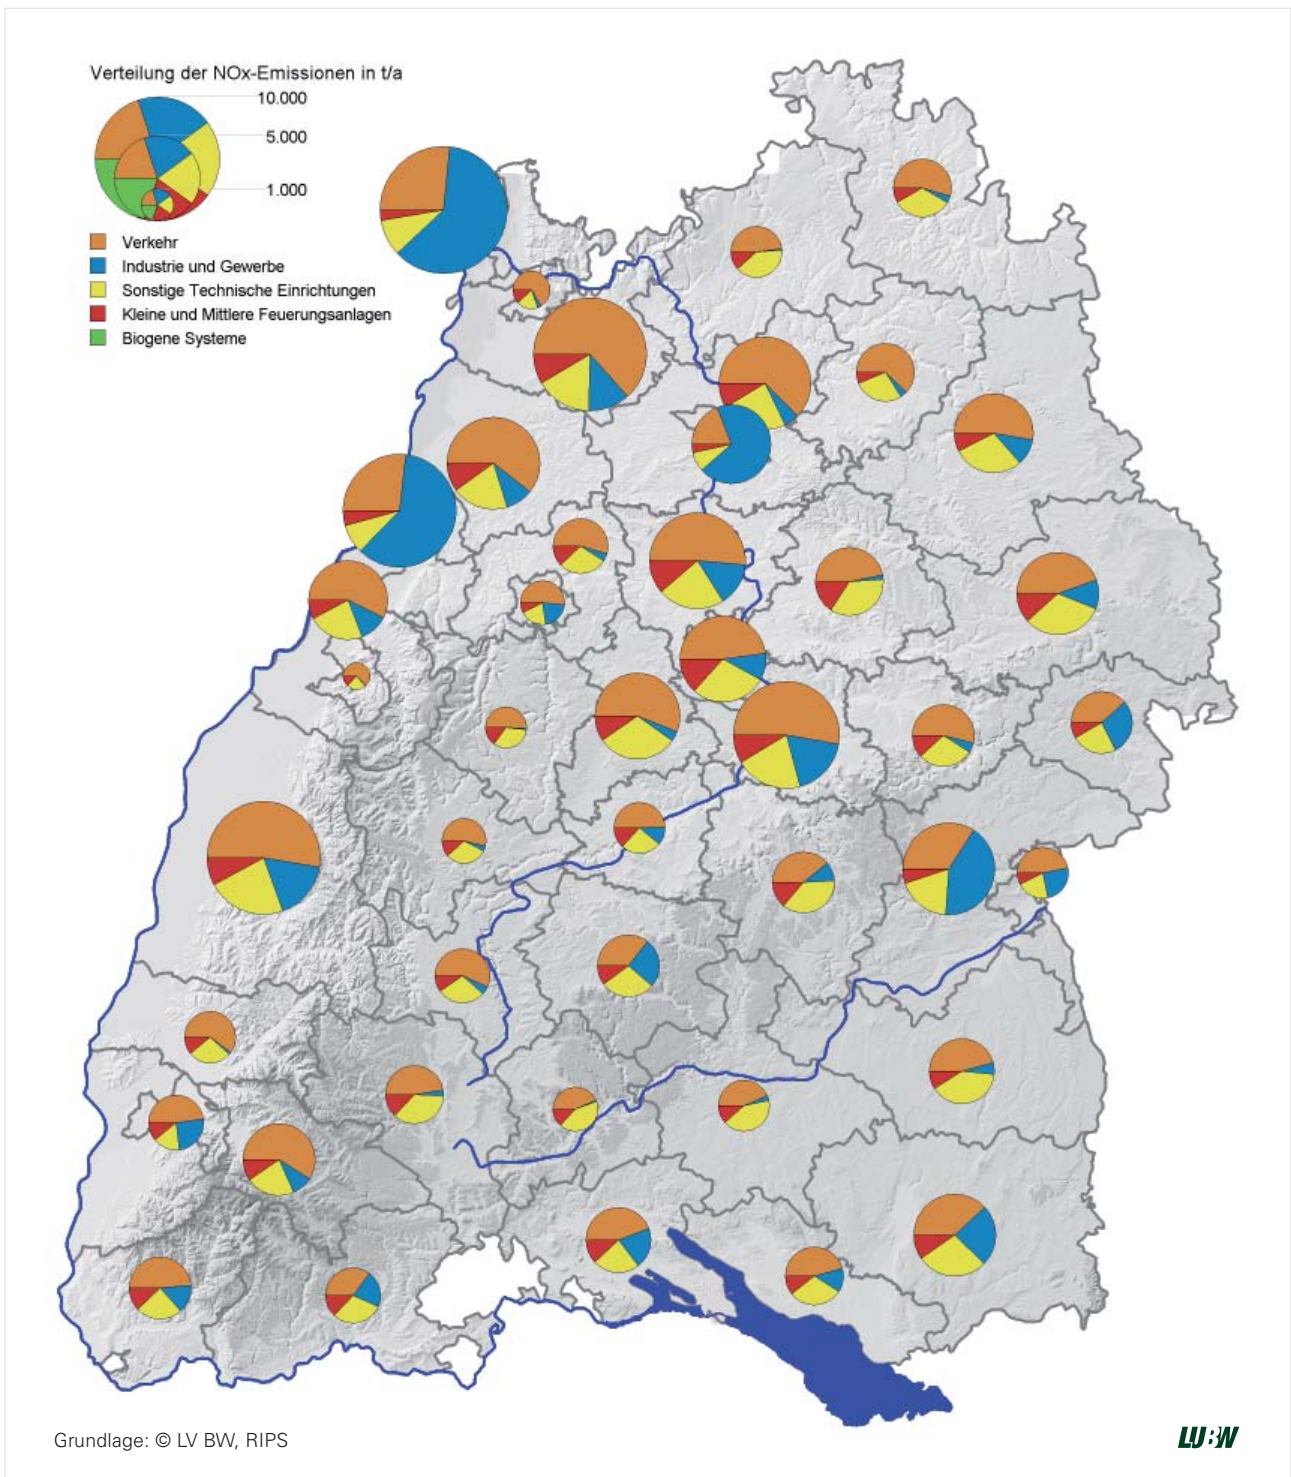 Verteilung der NOx-Emissionen in t/a
10.000
5.000
1.000
Verkehr
Industrie und Gewerbe
Sonstige Technische Einrichtungen
Kleine und Mittlere Feuerungsanlagen
Biogene Systeme
Grundlage: © LV BW, RIPS
LU:W